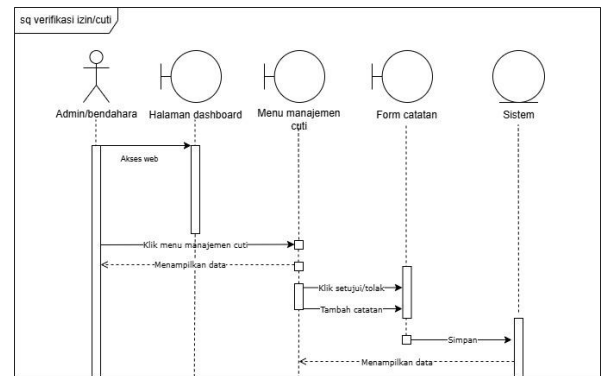 sq verifikasi izin/cuti
Admin/bendahara
Halaman dashboard
Menu manajemen
cuti
Form catatan
Sistem
Akses web
Klik menu manajemen cuti
Menampilkan data
Klik setujui/tolak
Tambah catatan
Simpan
Menampilkan data